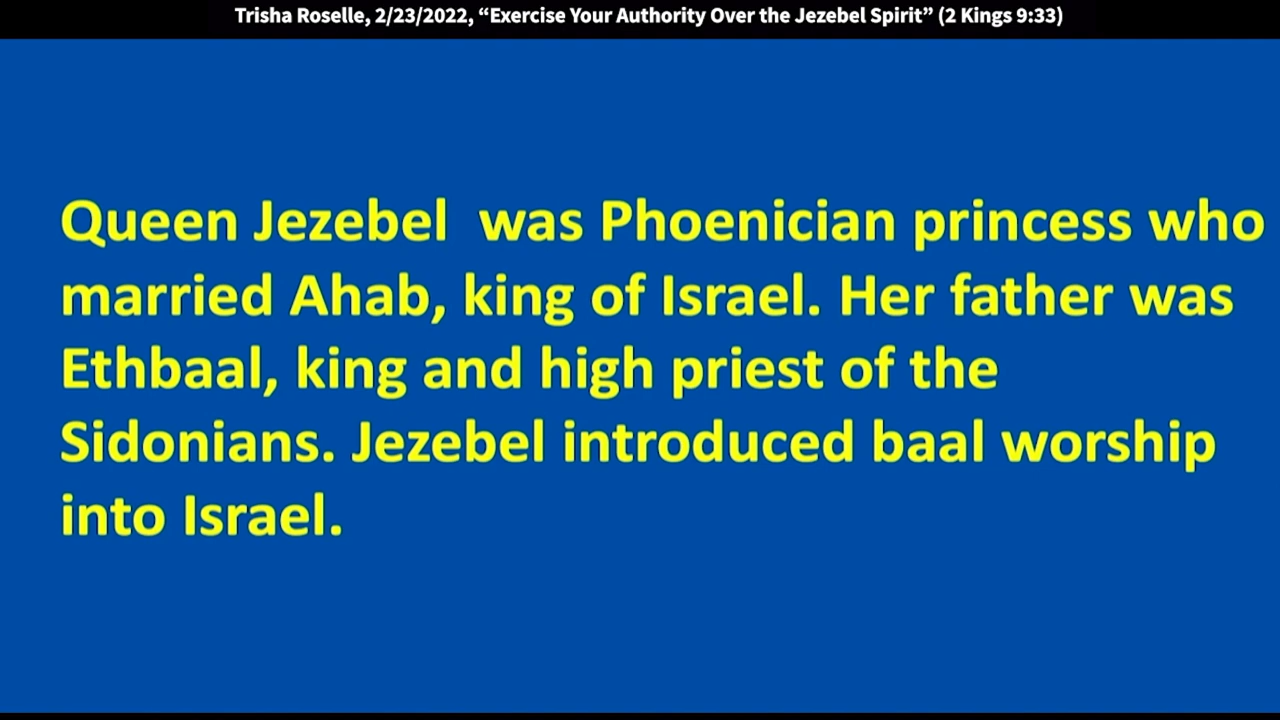 Trisha Roselle, 2/23/2022, “Exercise Your Authority Over the Jezebel Spirit” (2 Kings 9:33)
Queen Jezebel  was Phoenician princess who
married Ahab, king of Israel. Her father was
Ethbaal, king and high priest of the
Sidonians. Jezebel introduced baal worship
into Israel.